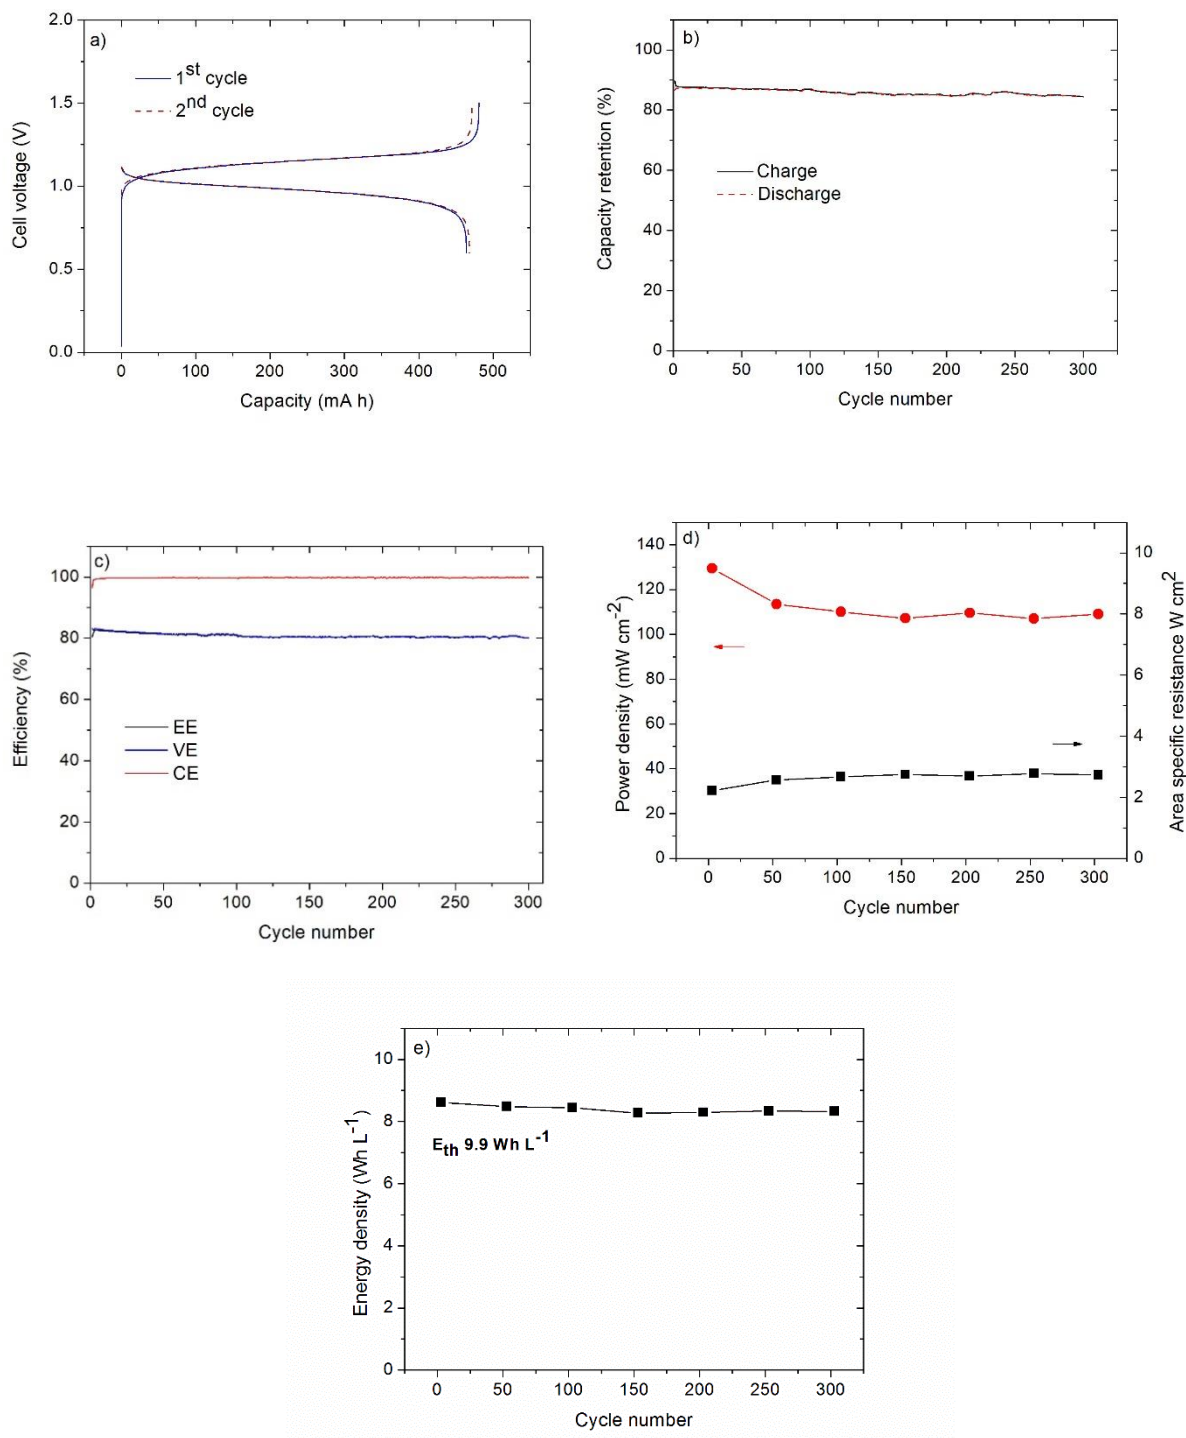 a)
2.0
1.5
1.0
0.5
0.0
Cell voltage (V)
1st cycle
2nd cycle
0 100 200 300 400 500
Capacity (mA h)
b)
100
80
60
40
20
0
Capacity retention (%)
Charge
Discharge
0 50 100 150 200 250 300
Cycle number
c)
100
80
60
40
20
0
Efficiency (%)
EE
VE
CE
0 50 100 150 200 250 300
Cycle number
d)
140
120
100
80
60
40
20
0
Power density (mW cm-2)
10
8
6
4
2
0
Area specific resistance W cm2
0 50 100 150 200 250 300
Cycle number
e)
10
8
6
4
2
0
Energy density (Wh L-1)
Eth 9.9 Wh L-1
0 50 100 150 200 250 300
Cycle number